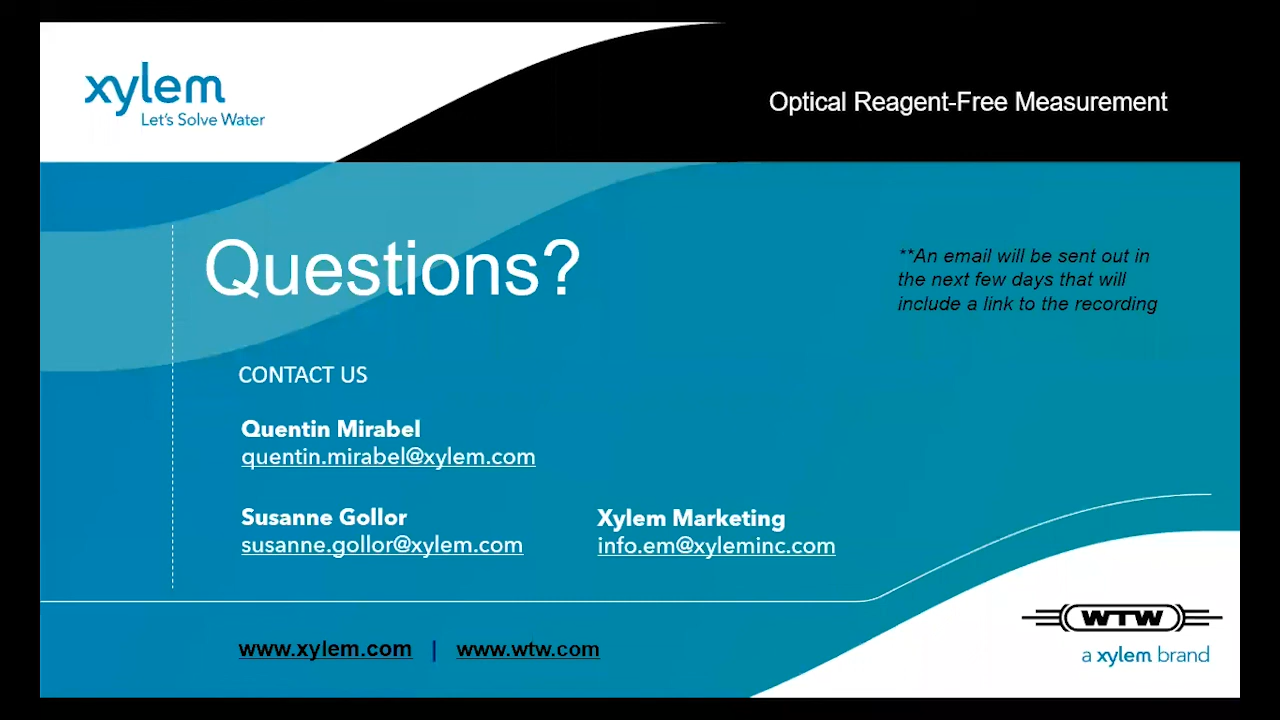 xylem
Let's Solve Water
Optical Reagent-Free Measurement
Questions?
**An email will be sent out in
the next few days that will
include a link to the recording
CONTACT US
Quentin Mirabel
quentin.mirabel@xylem.com
Susanne Gollor
susanne.gollor@xylem.com
Xylem Marketing
info.em@xyleminc.com
www.xylem.com | www.wtw.com
WTW
a xylem brand